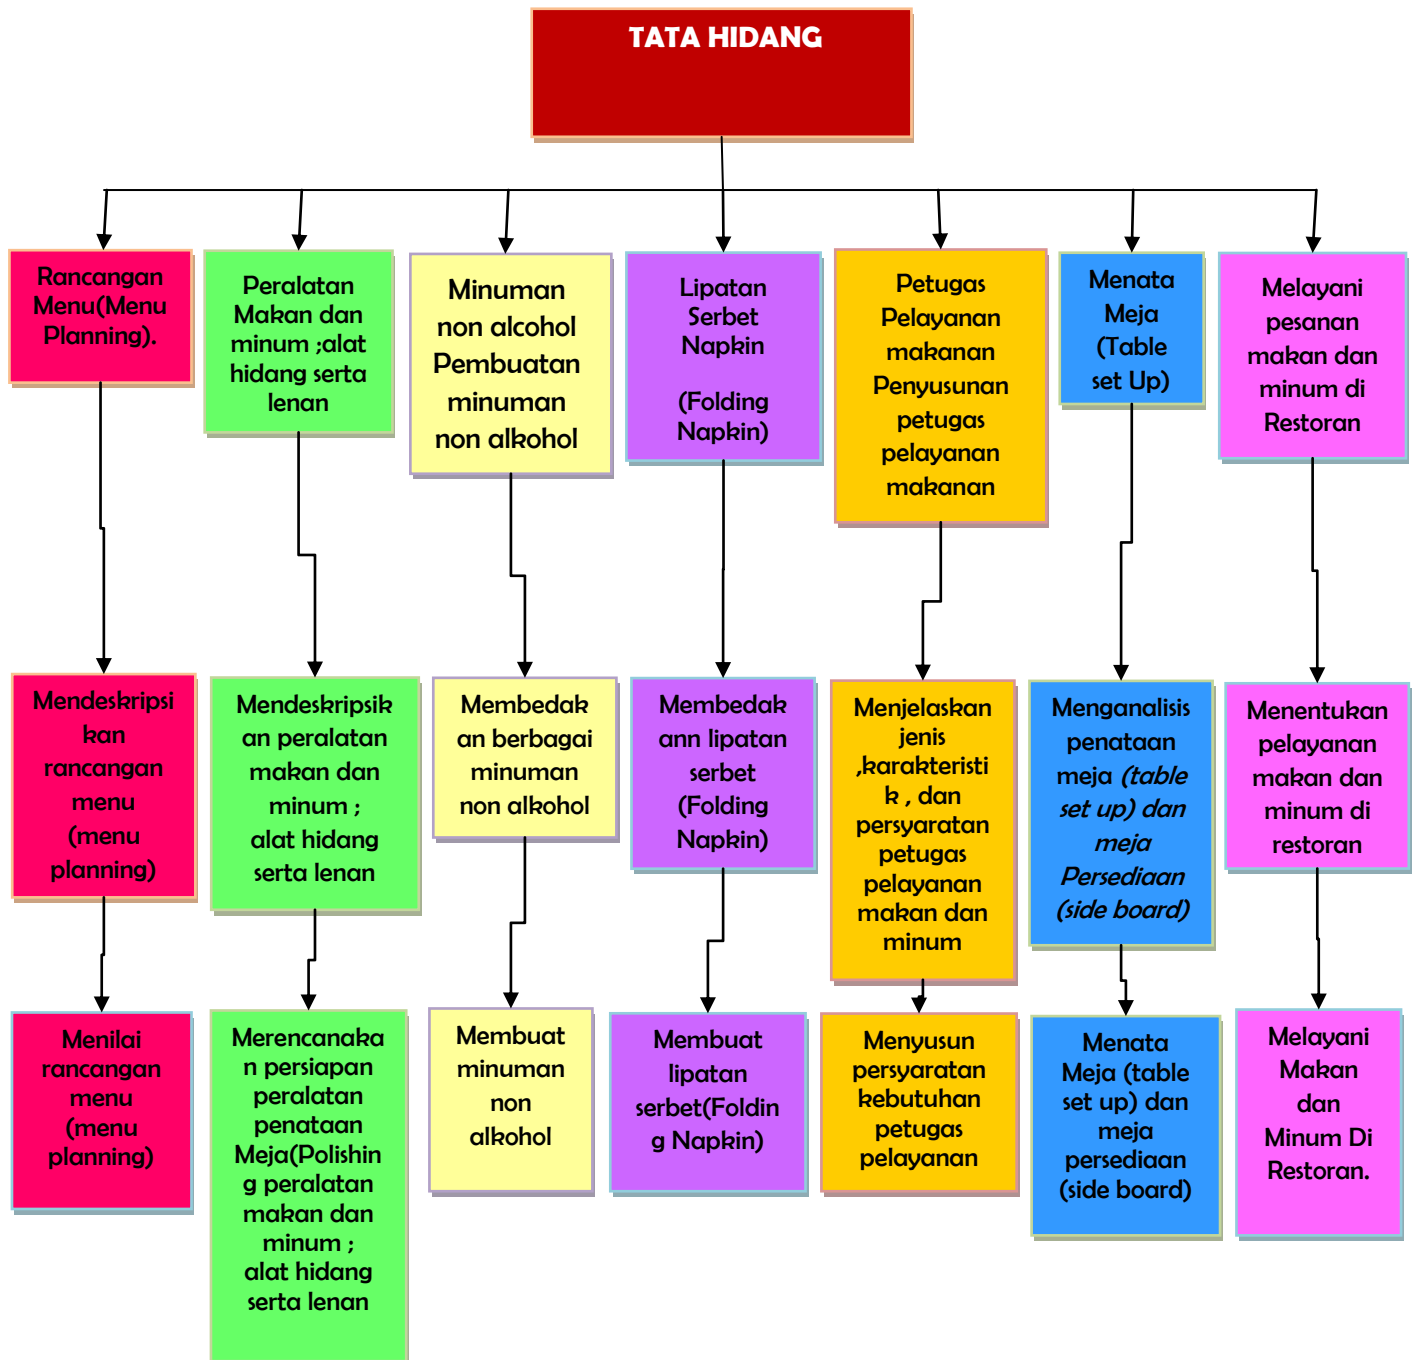 TATA HIDANG
Rancangan
Menu(Menu
Planning).
Peralatan
Makan dan
minum ;alat
hidang serta
lenan
Minuman
non alcohol
Pembuatan
minuman
non alkohol
Lipatan
Serbet
Napkin
(Folding
Napkin)
Petugas
Pelayanan
makanan
Penyusunan
petugas
pelayanan
makanan
Menata
Meja
(Table
set Up)
Melayani
pesanan
makan dan
minum di
Restoran
Mendeskripsi
kan
rancangan
menu
(menu
planning)
Mendeskripsik
an peralatan
makan dan
minum ;
alat hidang
serta lenan
Membedak
an berbagai
minuman
non alkohol
Membedak
ann lipatan
serbet
(Folding
Napkin)
Menjelaskan
jenis
,karakteristi
k , dan
persyaratan
petugas
pelayanan
makan dan
minum
Menganalisis
penataan
meja (table
set up) dan
meja
Persediaan
(side board)
Menentukan
pelayanan
makan dan
minum di
restoran
Menilai
rancangan
menu
(menu
planning)
Merencanaka
n persiapan
peralatan
penataan
Meja(Polishin
g peralatan
makan dan
minum ;
alat hidang
serta lenan
Membuat
minuman
non
alkohol
Membuat
lipatan
serbet(Foldin
g Napkin)
Menyusun
persyaratan
kebutuhan
petugas
pelayanan
Menata
Meja (table
set up) dan
meja
persediaan
(side board)
Melayani
Makan
dan
Minum Di
Restoran.